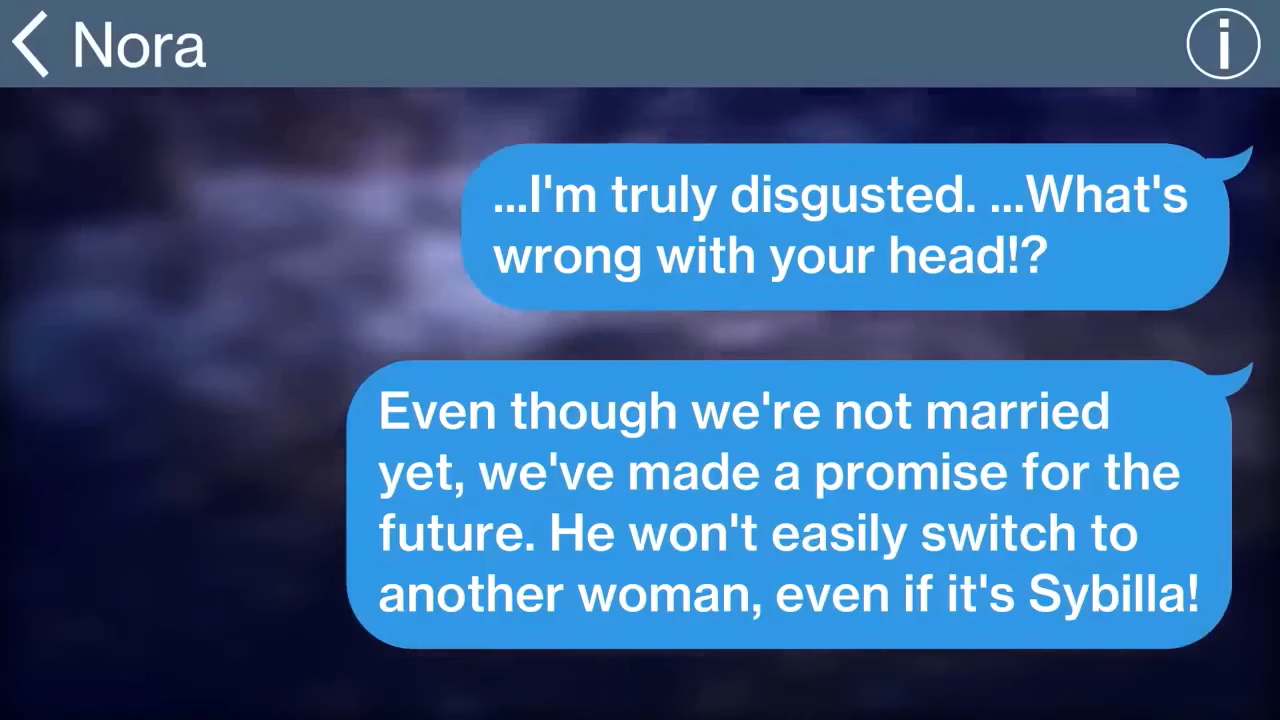 Nora
...I'm truly disgusted. ...What's
wrong with your head!?
Even though we're not married
yet, we've made a promise for the
future. He won't easily switch to
another woman, even if it's Sybilla!